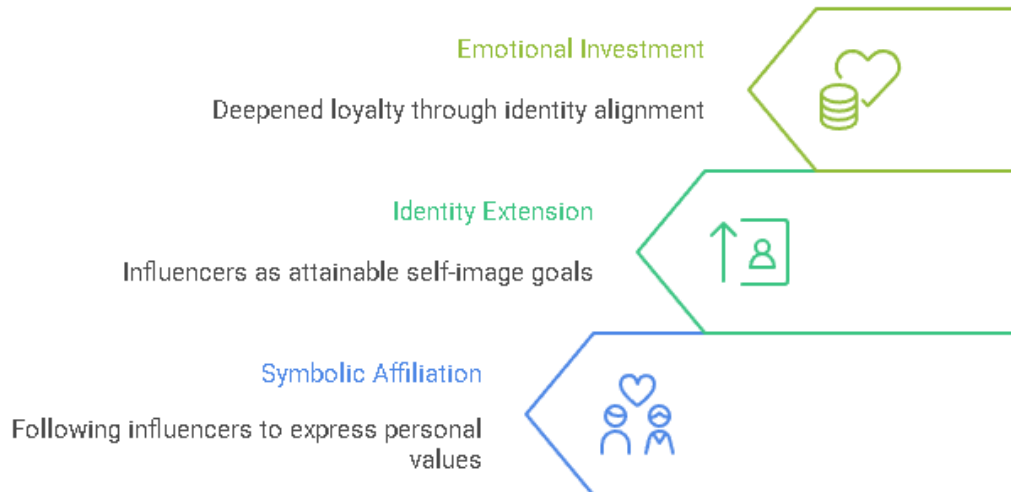 Emotional Investment
Deepened loyalty through identity alignment
Identity Extension
Influencers as attainable self-image goals
Symbolic Affiliation
Following influencers to express personal
values